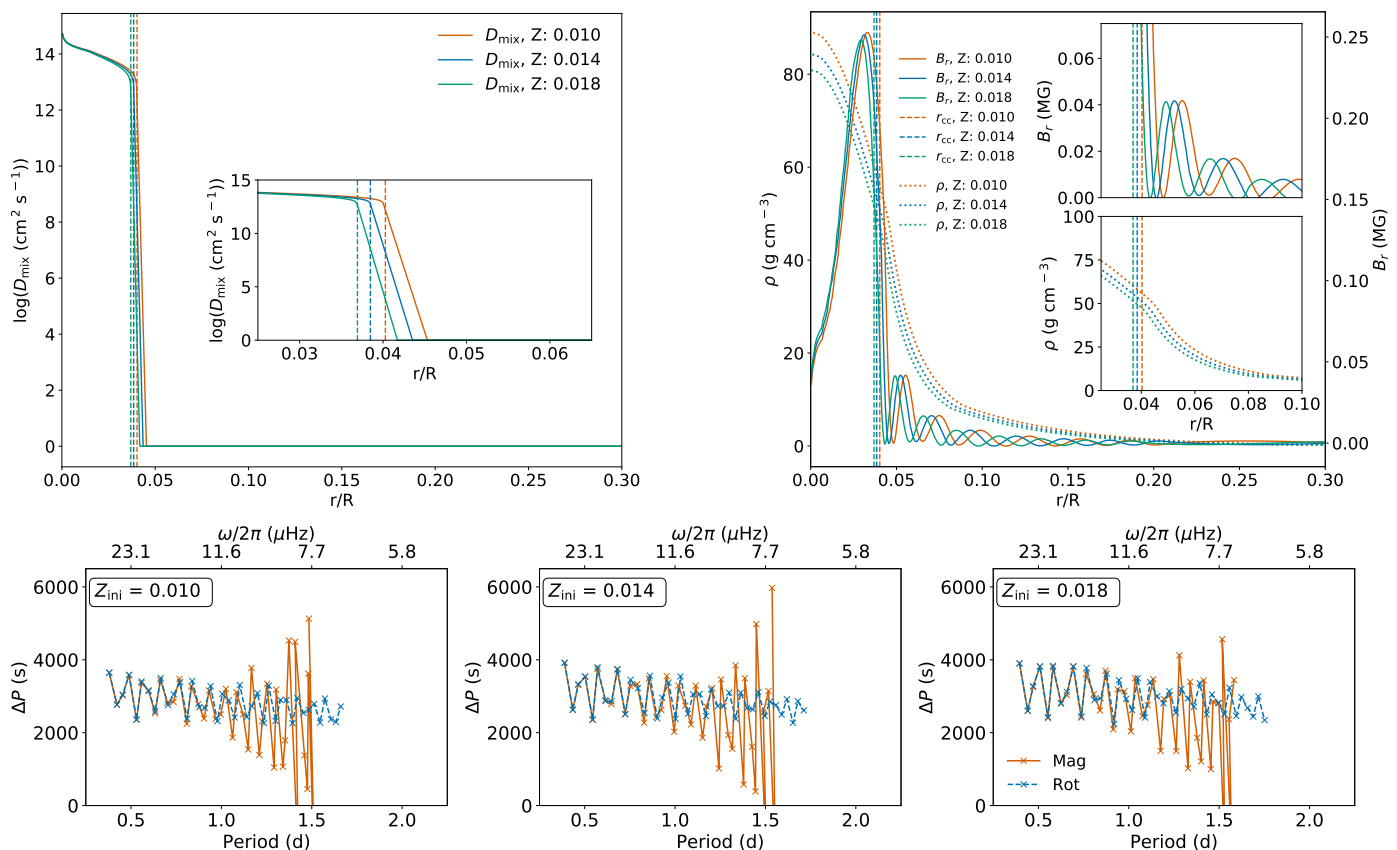 14
12
10
8
6
4
2
0
log(D_mix (cm² s⁻¹))
0.00
0.05
0.10
0.15
0.20
0.25
0.30
r/R
D_mix, Z: 0.010
D_mix, Z: 0.014
D_mix, Z: 0.018
15
10
5
0
log(D_mix (cm² s⁻¹))
0.03
0.04
0.05
0.06
r/R
80
60
40
20
0
ρ (g cm⁻³)
0.00
0.05
0.10
0.15
0.20
0.25
0.30
r/R
B_r, Z: 0.010
B_r, Z: 0.014
B_r, Z: 0.018
r_cc, Z: 0.010
r_cc, Z: 0.014
r_cc, Z: 0.018
ρ, Z: 0.010
ρ, Z: 0.014
ρ, Z: 0.018
0.06
0.04
0.02
0.00
B_r (MG)
100
75
50
25
0
ρ (g cm⁻³)
0.04
0.06
0.08
0.10
r/R
0.25
0.20
0.15
0.10
0.05
0.00
B_r (MG)
ω/2π (μHz)
23.1
11.6
7.7
5.8
Z_ini = 0.010
6000
4000
2000
0
ΔP (s)
0.5
1.0
1.5
2.0
Period (d)
ω/2π (μHz)
23.1
11.6
7.7
5.8
Z_ini = 0.014
6000
4000
2000
0
ΔP (s)
0.5
1.0
1.5
2.0
Period (d)
ω/2π (μHz)
23.1
11.6
7.7
5.8
Z_ini = 0.018
6000
4000
2000
0
ΔP (s)
Mag
Rot
0.5
1.0
1.5
2.0
Period (d)